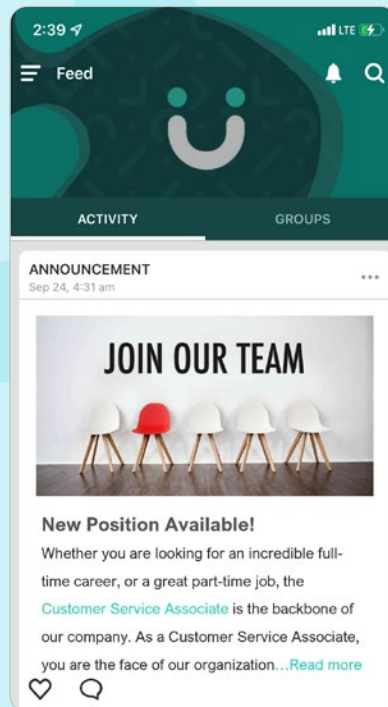 2:39
LTE
Feed
ACTIVITY GROUPS
ANNOUNCEMENT
Sep 24, 4:31 am
JOIN OUR TEAM
New Position Available!
Whether you are looking for an incredible full-
time career, or a great part-time job, the
Customer Service Associate is the backbone of
our company. As a Customer Service Associate,
you are the face of our organization...Read more